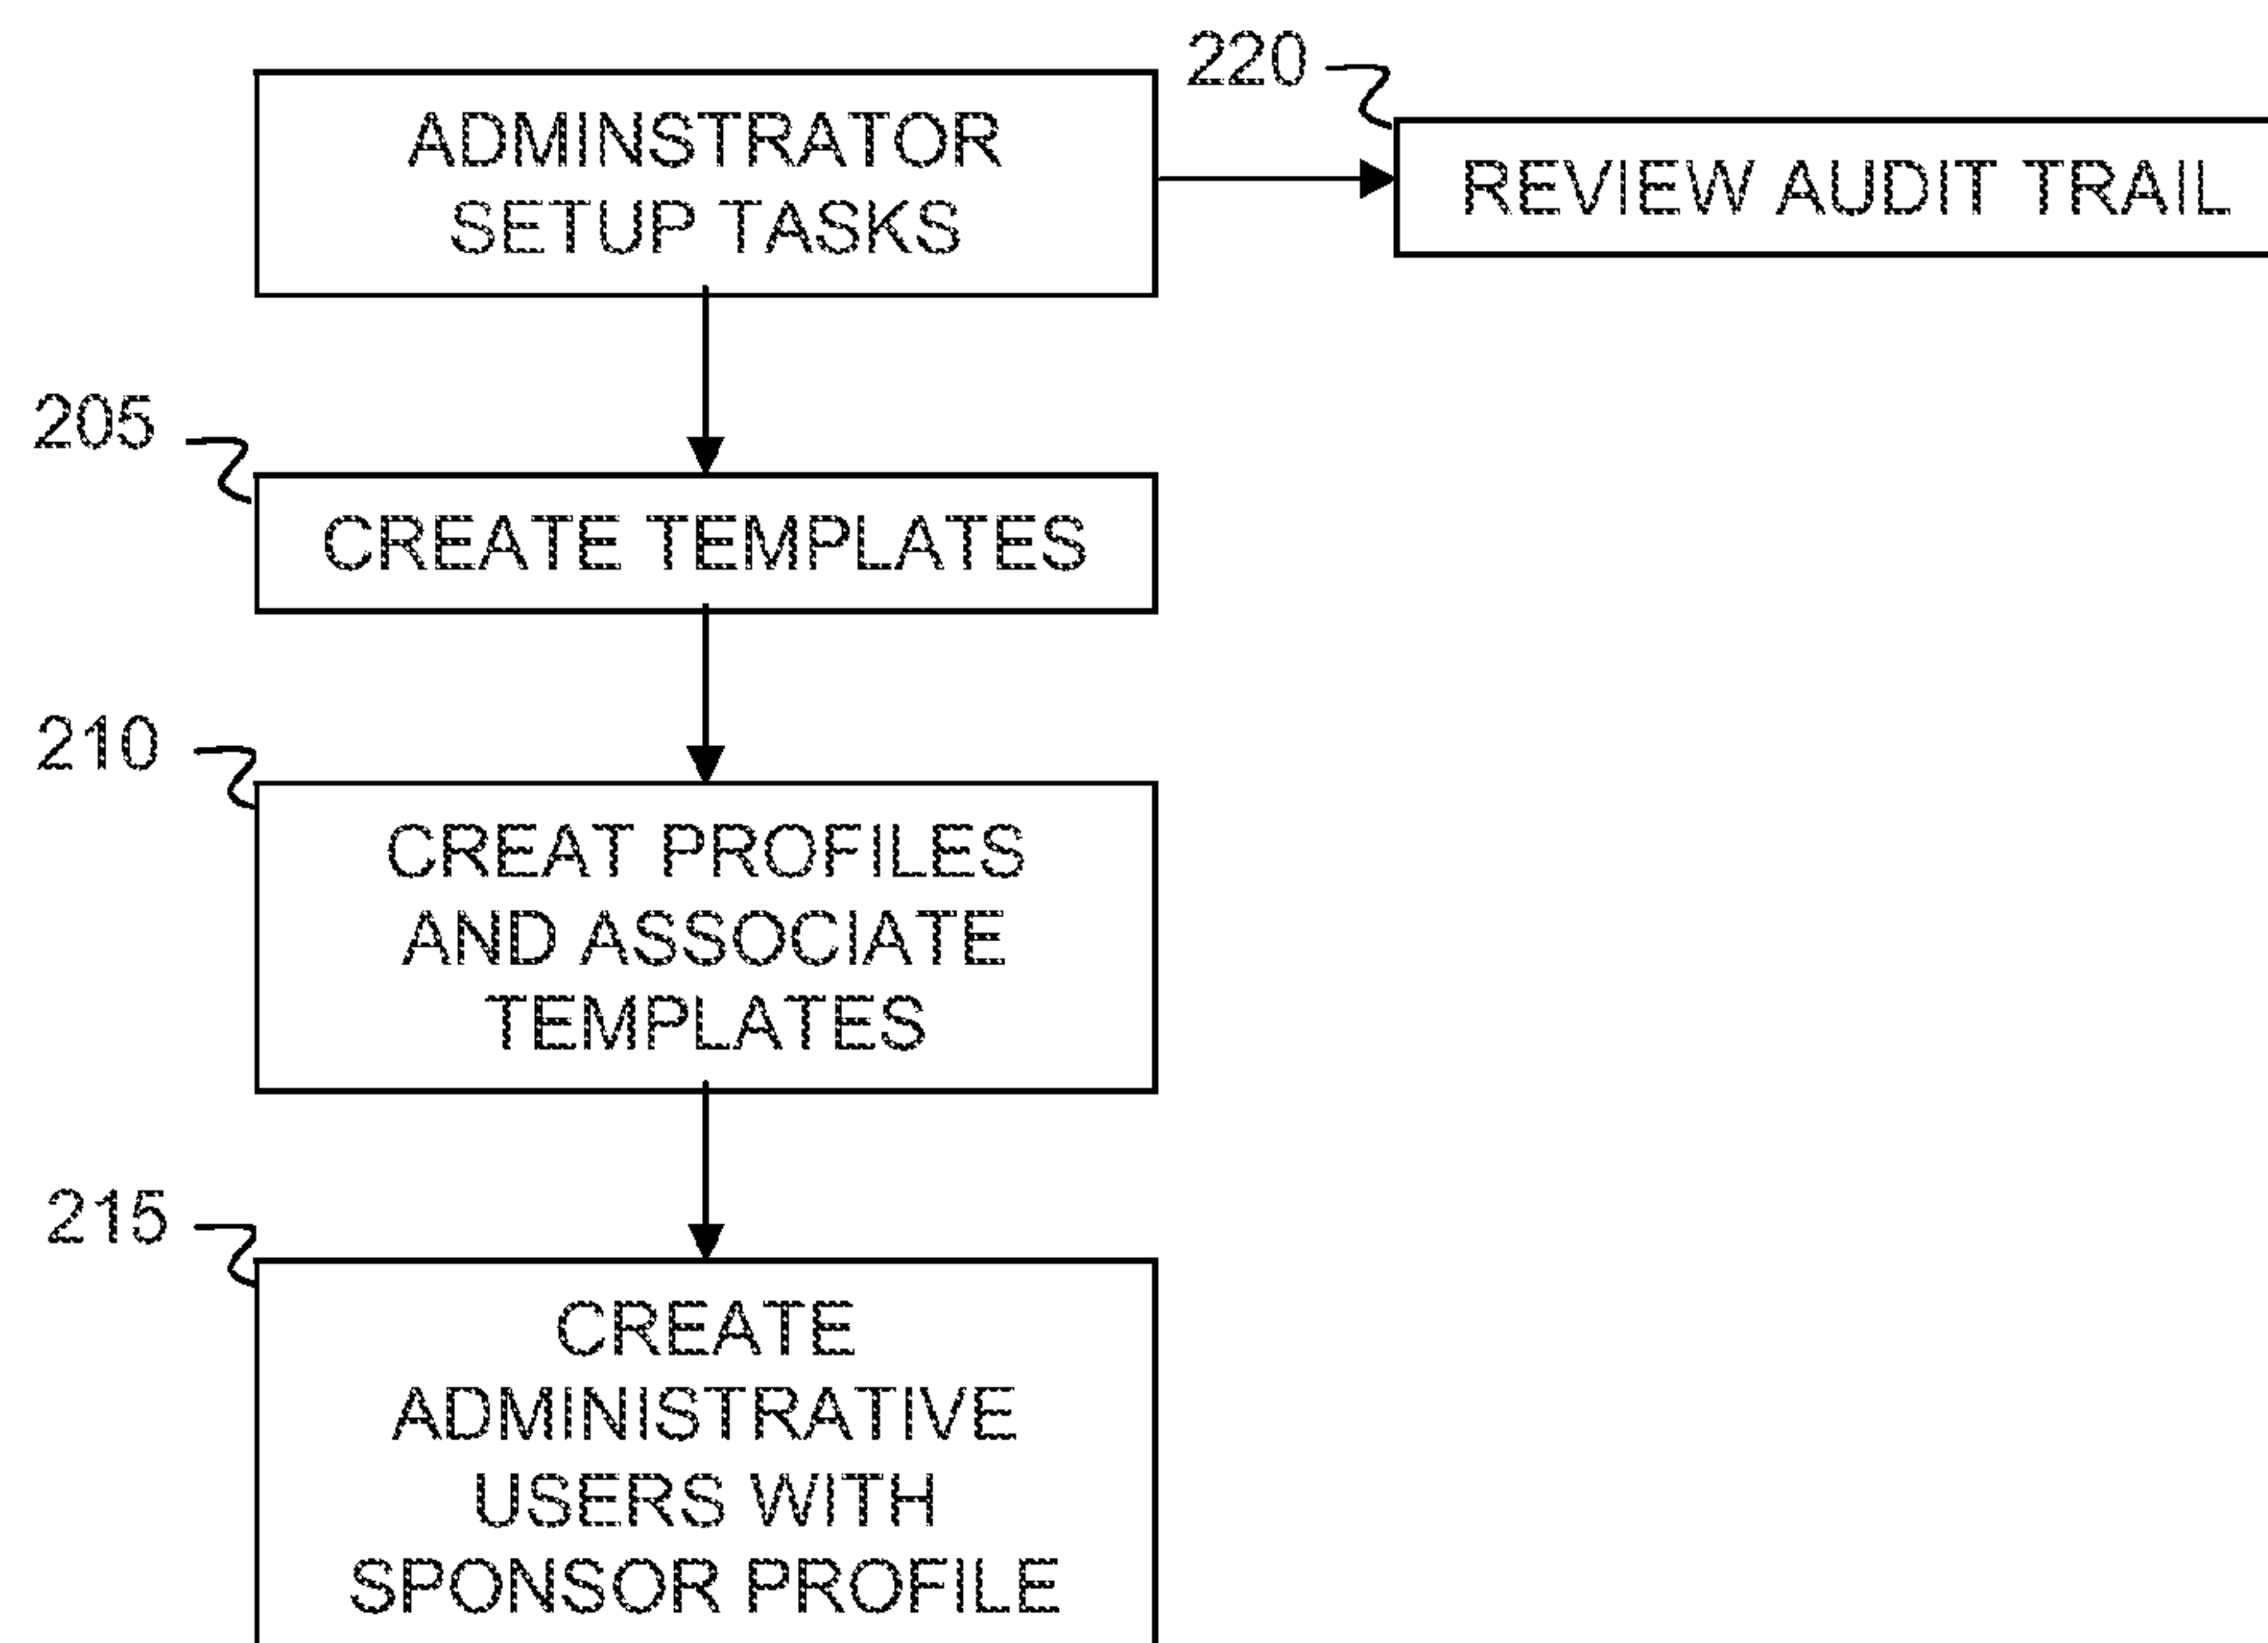 220
ADMINSTRATOR
SETUP TASKS
REVIEW AUDIT TRAIL
205
CREATE TEMPLATES
210
CREAT PROFILES
AND ASSOCIATE
TEMPLATES
215
CREATE
ADMINISTRATIVE
USERS WITH
SPONSOR PROFILE